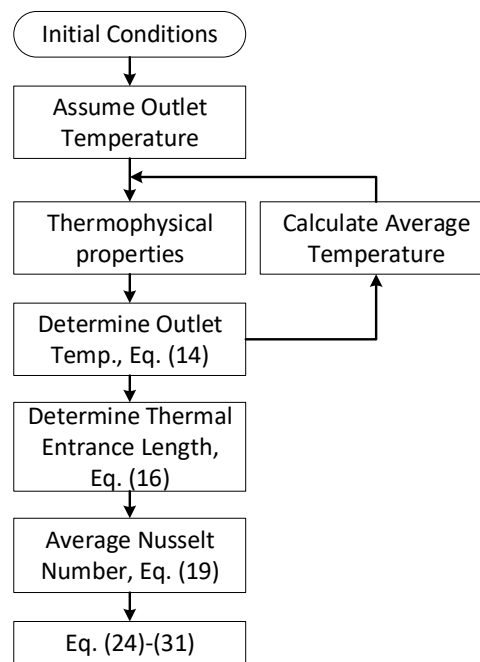 Initial Conditions
Assume Outlet
Temperature
Thermophysical
properties
Calculate Average
Temperature
Determine Outlet
Temp., Eq. (14)
Determine Thermal
Entrance Length,
Eq. (16)
Average Nusselt
Number, Eq. (19)
Eq. (24)-(31)